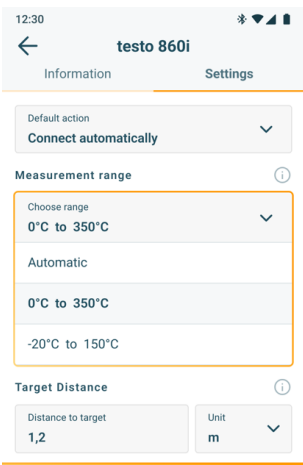 12:30
testo 860i
Information
Settings
Default action
Connect automatically
Measurement range
Choose range
0°C to 350°C
Automatic
0°C to 350°C
-20°C to 150°C
Target Distance
Distance to target
1,2
Unit
m